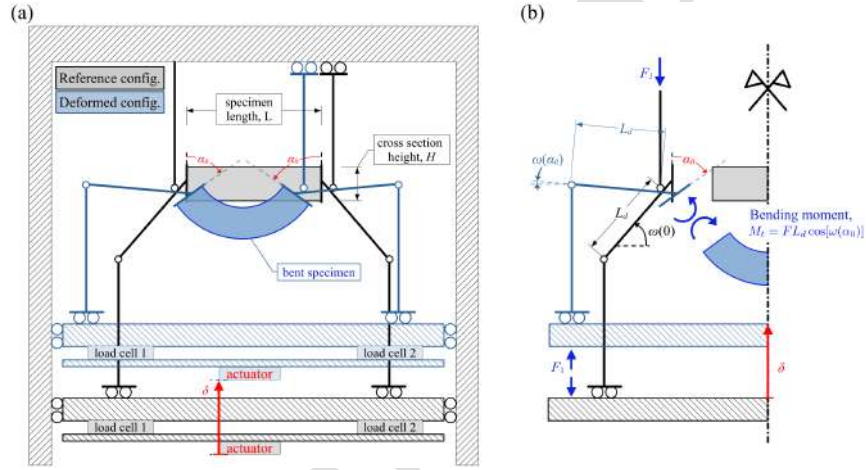 (a)
Reference config.
Deformed config.
specimen
length, L
cross section
height, H
α₀
α₀
bent specimen
load cell 1
load cell 2
actuator
δ
load cell 1
load cell 2
actuator
(b)
F₁
L_d
ω(α₀)
α₀
L_d
ω(0)
Bending moment,
M_t = FL_d cos[ω(α₀)]
F₁
δ